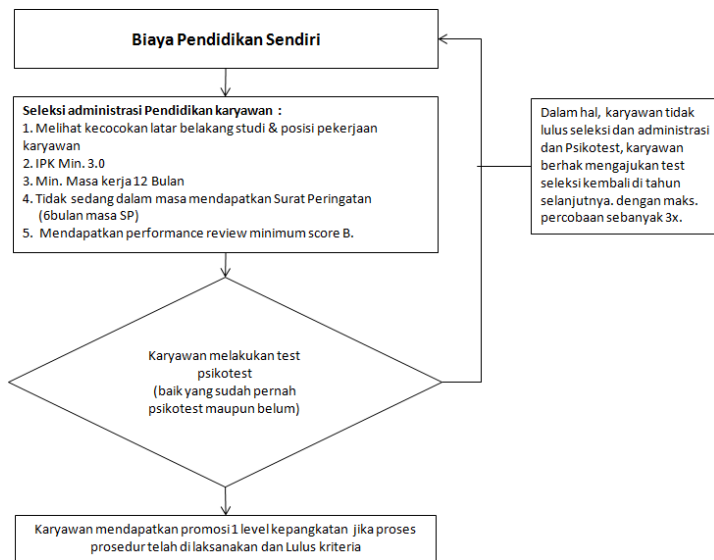 Biaya Pendidikan Sendiri
Seleksi administrasi Pendidikan karyawan :
1. Melihat kecocokan latar belakang studi & posisi pekerjaan
karyawan
2. IPK Min. 3.0
3. Min. Masa kerja 12 Bulan
4. Tidak sedang dalam masa mendapatkan Surat Peringatan
(6bulan masa SP)
5. Mendapatkan performance review minimum score B.
Dalam hal, karyawan tidak
lulus seleksi dan administrasi
dan Psikotest, karyawan
berhak mengajukan test
seleksi kembali di tahun
selanjutnya. dengan maks.
percobaan sebanyak 3x.
Karyawan melakukan test
psikotest
(baik yang sudah pernah
psikotest maupun belum)
Karyawan mendapatkan promosi 1 level kepangkatan jika proses
prosedur telah di laksanakan dan Lulus kriteria